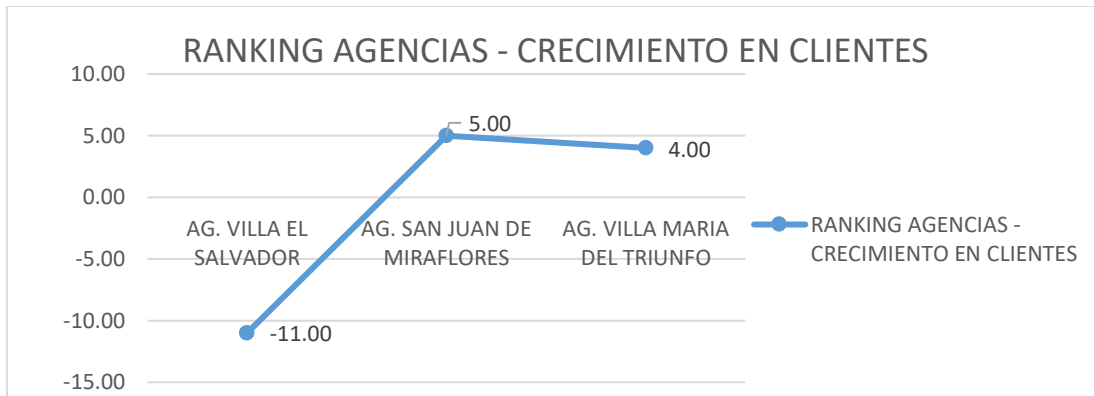 RANKING AGENCIAS - CRECIMIENTO EN CLIENTES
10.00
5.00
0.00
-5.00
-10.00
-15.00
5.00
4.00
-11.00
AG. VILLA EL
SALVADOR
AG. SAN JUAN DE
MIRAFLORES
AG. VILLA MARIA
DEL TRIUNFO
RANKING AGENCIAS -
CRECIMIENTO EN CLIENTES